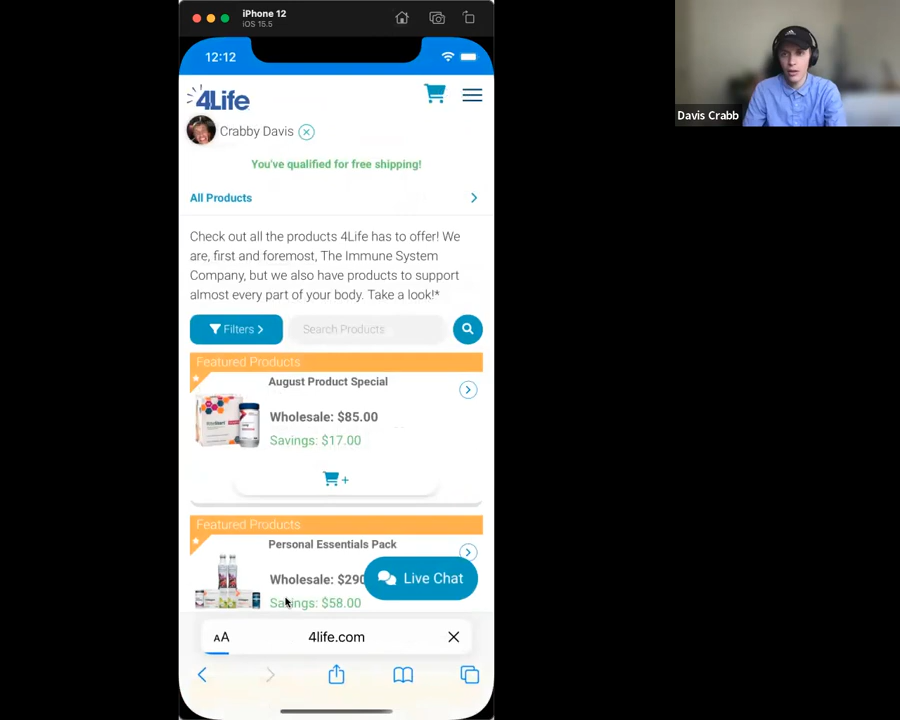 iPhone 12
iOS 15.5
12:12
4Life
Crabby Davis
You've qualified for free shipping!
All Products
Check out all the products 4Life has to offer! We
are, first and foremost, The Immune System
Company, but we also have products to support
almost every part of your body. Take a look!*
Filters
Search Products
Featured Products
August Product Special
Wholesale: $85.00
Savings: $17.00
+
Featured Products
Personal Essentials Pack
Wholesale: $290
Savings: $58.00
Live Chat
AA
4life.com
Davis Crabb